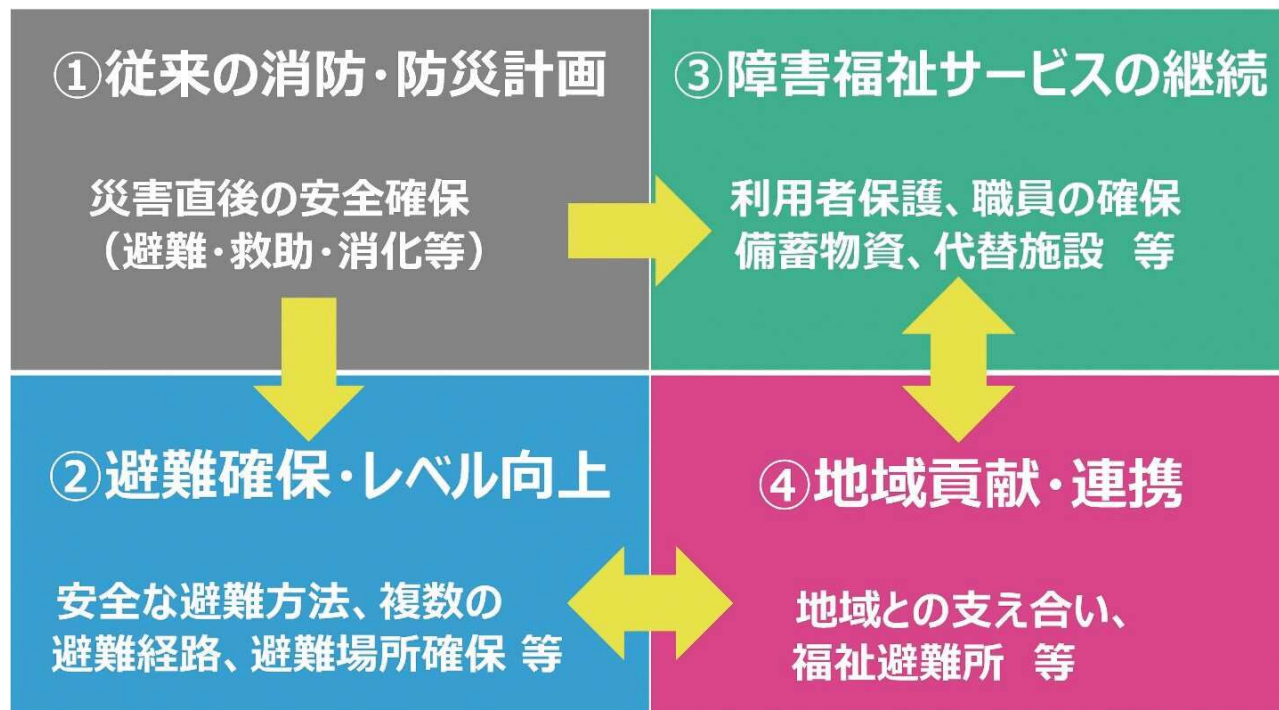 ①従来の消防・防災計画
災害直後の安全確保
（避難・救助・消化等）
②避難確保・レベル向上
安全な避難方法、複数の
避難経路、避難場所確保 等
③障害福祉サービスの継続
利用者保護、職員の確保
備蓄物資、代替施設 等
④地域貢献・連携
地域との支え合い、
福祉避難所 等